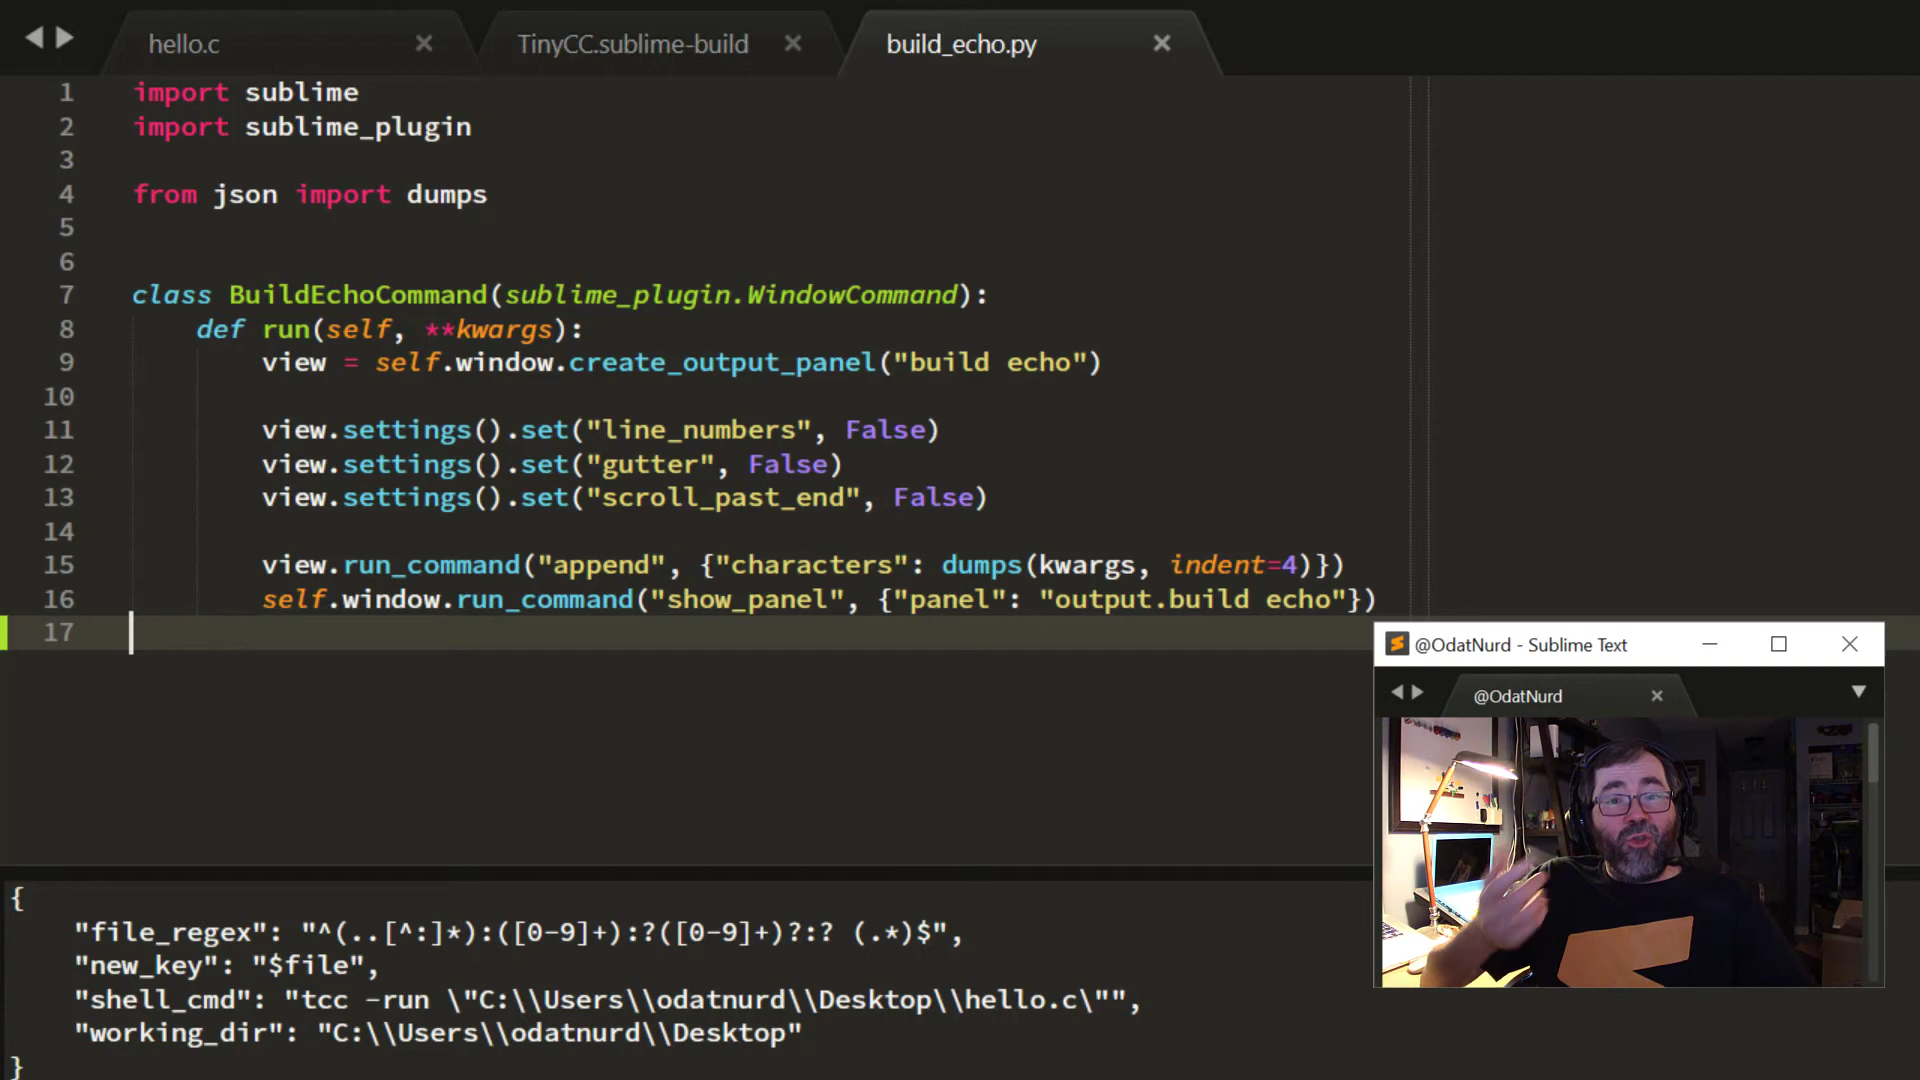 hello.c
TinyCC.sublime-build
build_echo.py
1 import sublime
2 import sublime_plugin
3
4 from json import dumps
5
6
7 class BuildEchoCommand(sublime_plugin.WindowCommand):
8     def run(self, **kwargs):
9         view = self.window.create_output_panel("build echo")
10
11         view.settings().set("line_numbers", False)
12         view.settings().set("gutter", False)
13         view.settings().set("scroll_past_end", False)
14
15         view.run_command("append", {"characters": dumps(kwargs, indent=4)})
16         self.window.run_command("show_panel", {"panel": "output.build echo"})
17
@OdatNurd - Sublime Text
@OdatNurd
{
    "file_regex": "^(..[^:]*):([0-9]+):?([0-9]+)?:? (.*)$",
    "new_key": "$file",
    "shell_cmd": "tcc -run \"C:\\Users\\odatnurd\\Desktop\\hello.c\"",
    "working_dir": "C:\\Users\\odatnurd\\Desktop"
}